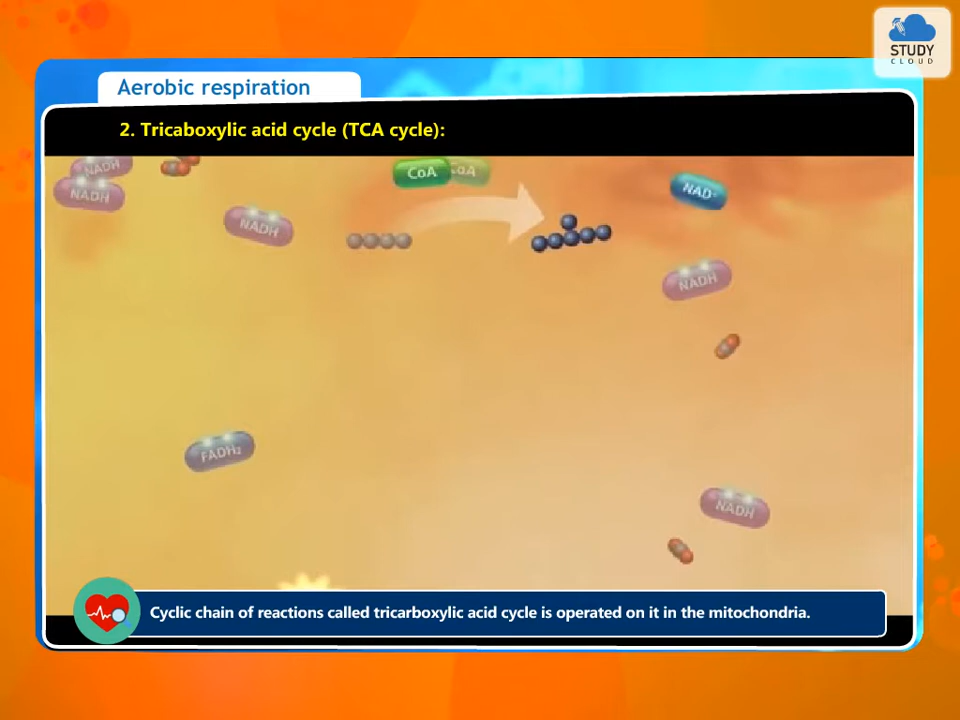 STUDY
CLOUD
Aerobic respiration
2. Tricaboxylic acid cycle (TCA cycle):
NADH
NADH
CoA
CoA
NAD+
NADH
NADH
FADH₂
NADH
Cyclic chain of reactions called tricarboxylic acid cycle is operated on it in the mitochondria.